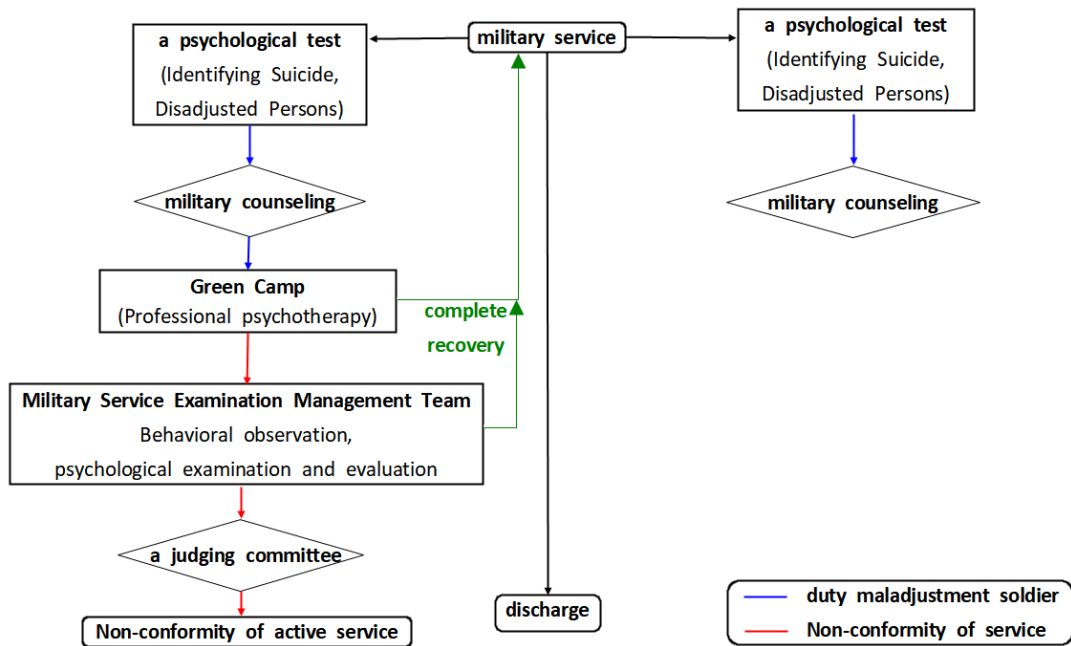 a psychological test
(Identifying Suicide,
Disadjusted Persons)
military service
a psychological test
(Identifying Suicide,
Disadjusted Persons)
military counseling
military counseling
Green Camp
(Professional psychotherapy)
complete
recovery
Military Service Examination Management Team
Behavioral observation,
psychological examination and evaluation
a judging committee
Non-conformity of active service
discharge
duty maladjustment soldier
Non-conformity of service